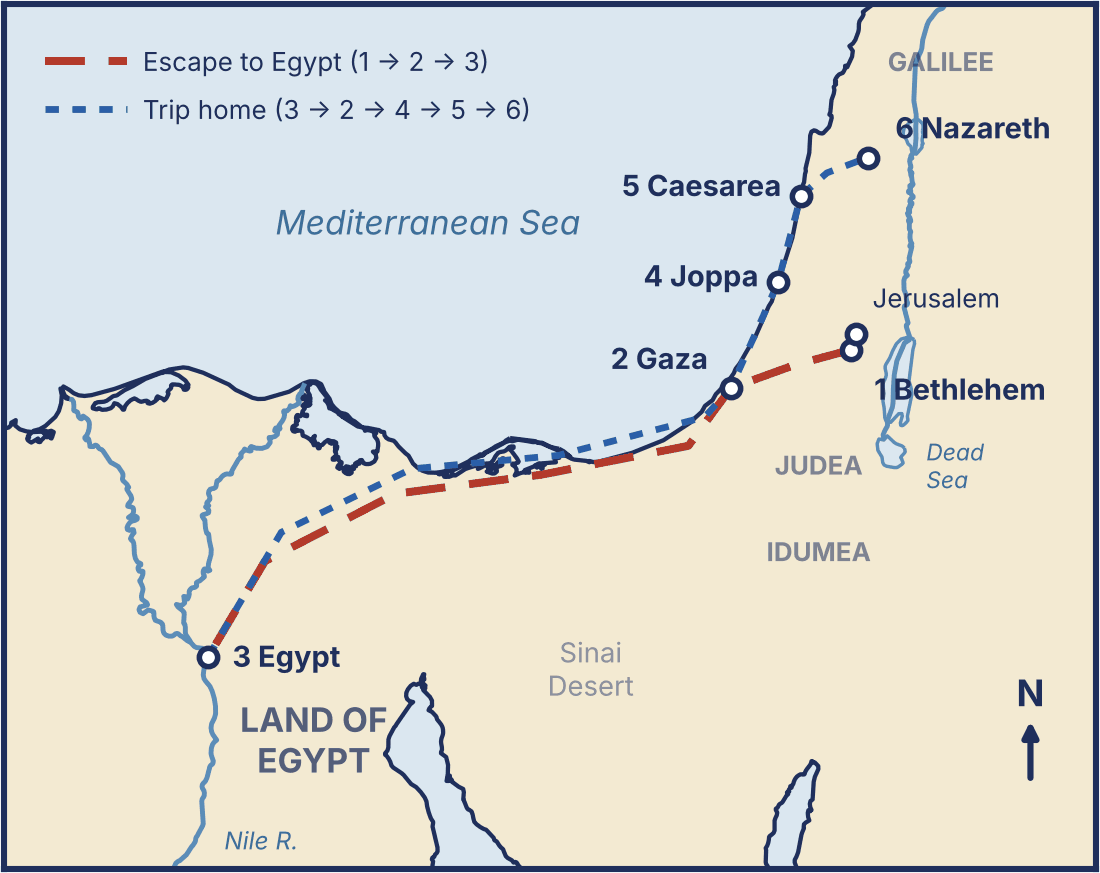 Escape to Egypt (1 → 2 → 3)
Trip home (3 → 2 → 4 → 5 → 6)
GALILEE
6 Nazareth
5 Caesarea
Mediterranean Sea
4 Joppa
Jerusalem
2 Gaza
1 Bethlehem
JUDEA
Dead
Sea
IDUMEA
3 Egypt
Sinai
Desert
N
LAND OF
EGYPT
Nile R.